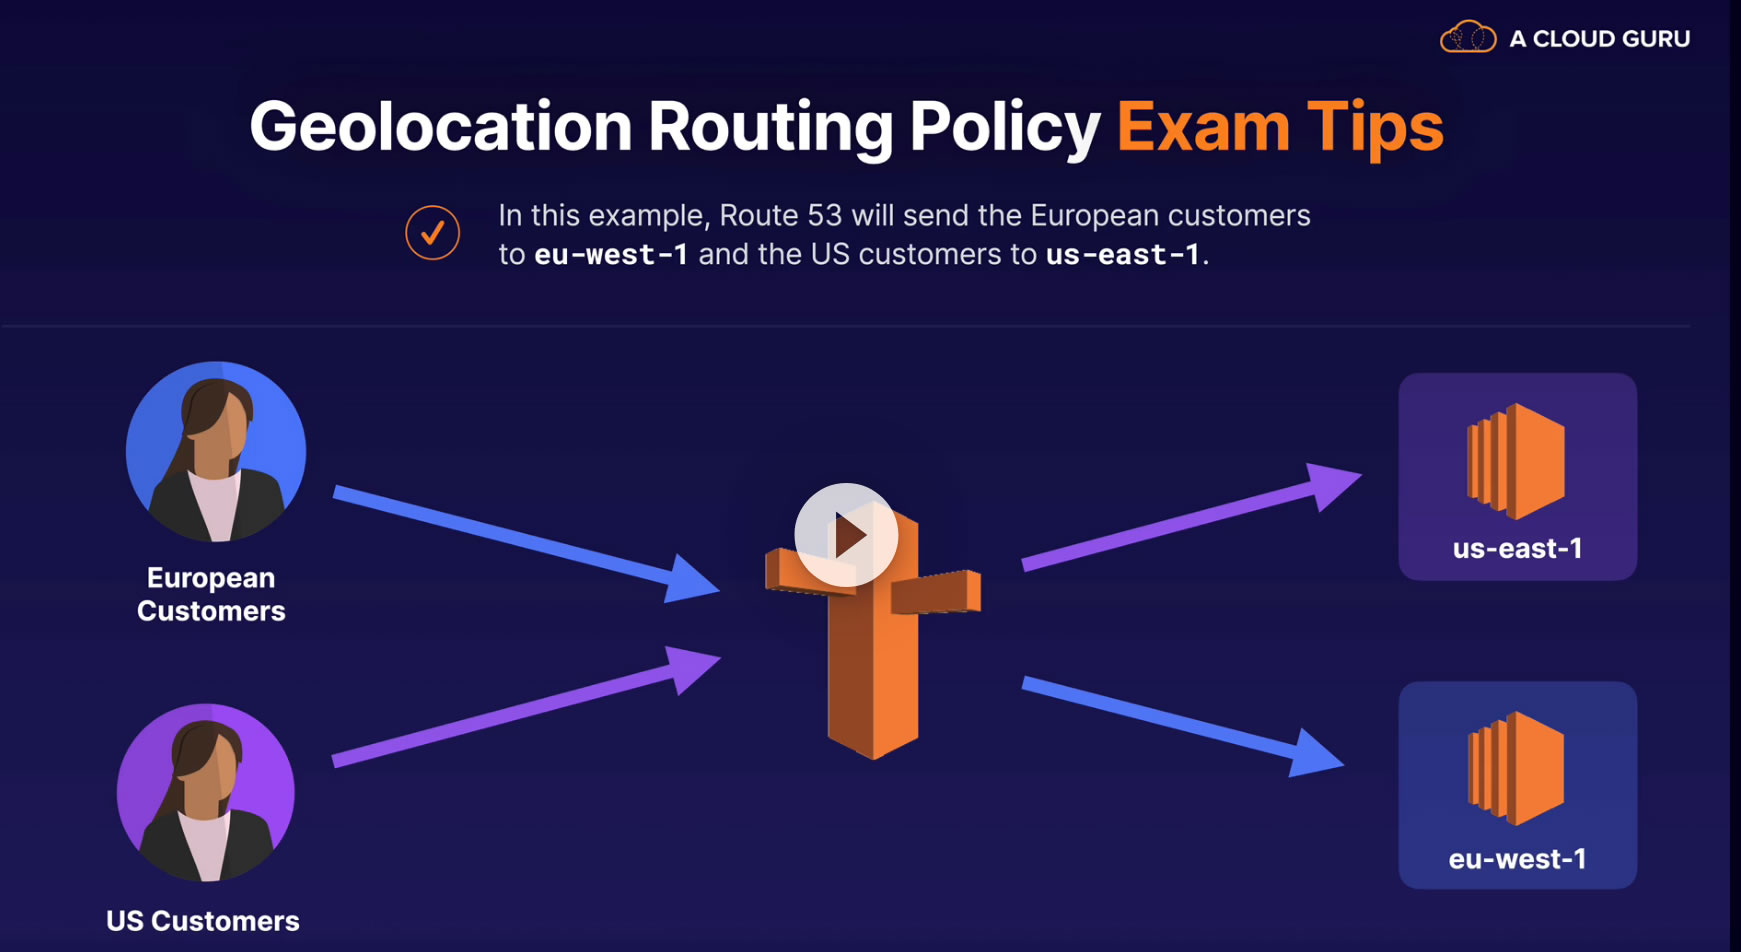 A CLOUD GURU
Geolocation Routing Policy Exam Tips
In this example, Route 53 will send the European customers
to eu-west-1 and the US customers to us-east-1.
European
Customers
us-east-1
US Customers
eu-west-1